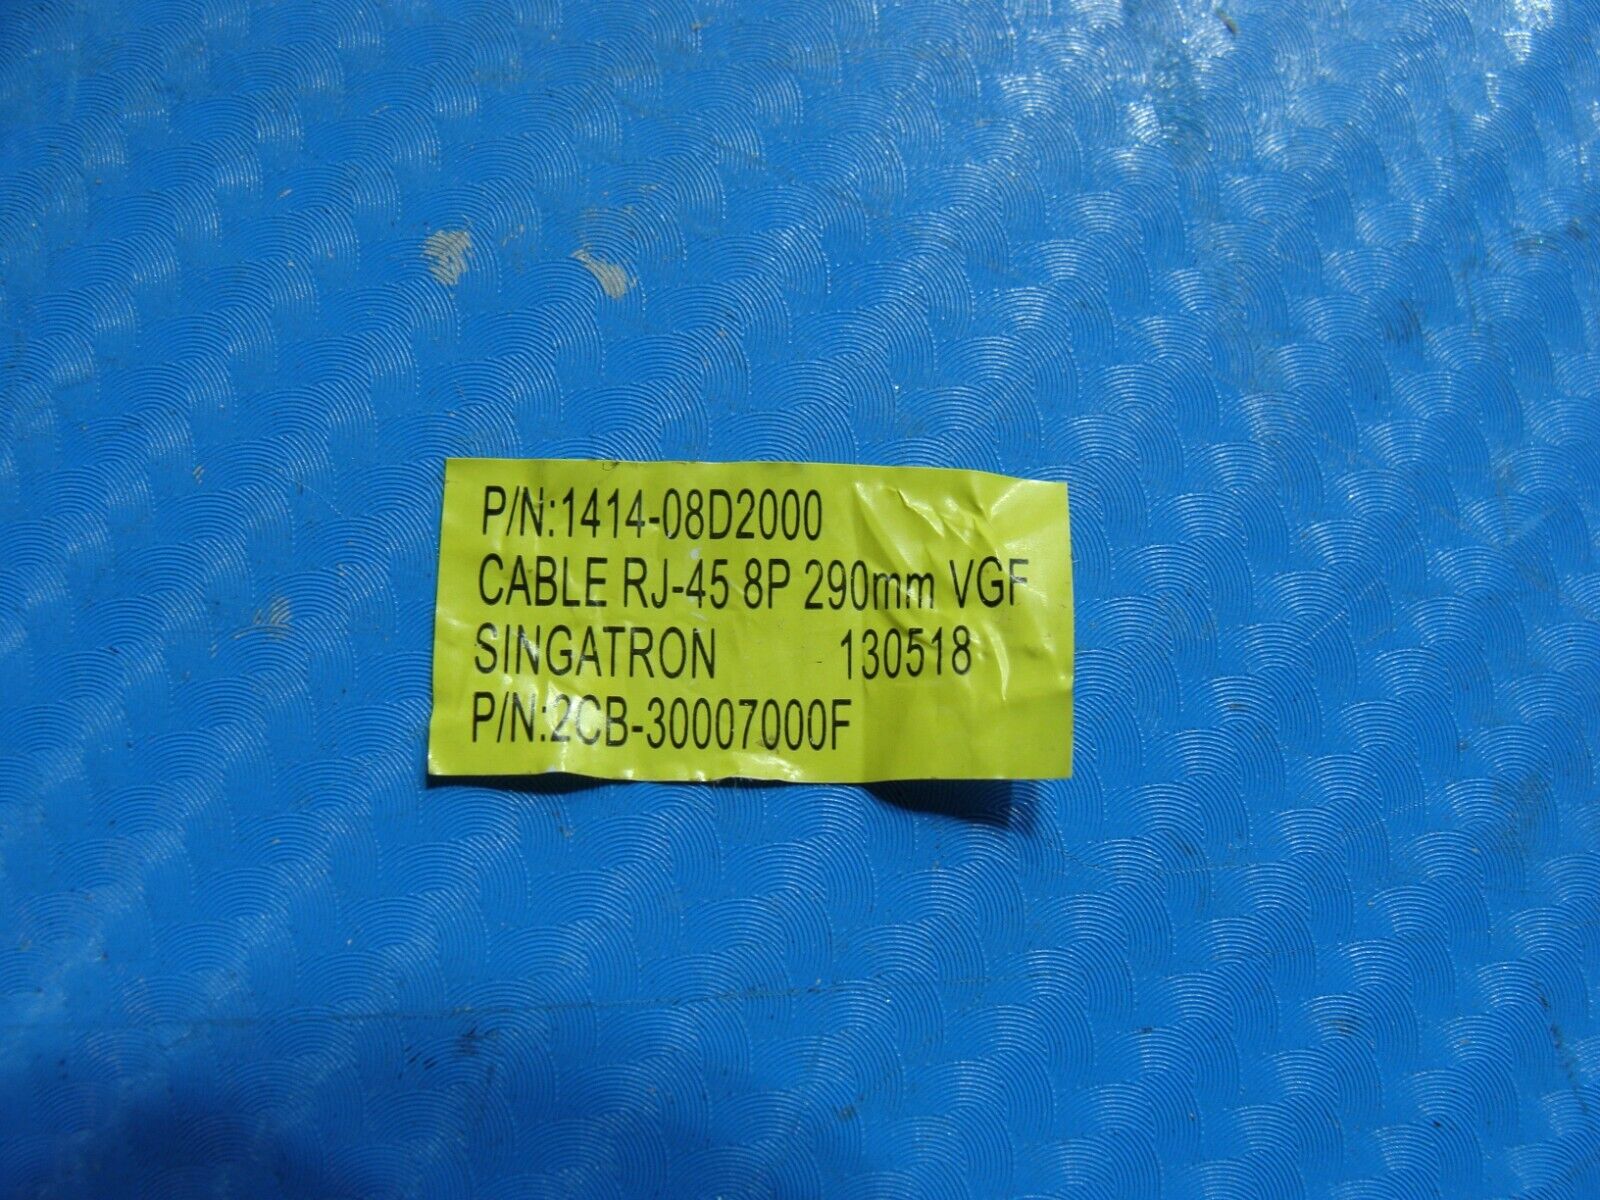 P/N:1414-08D2000
CABLE RJ-45 8P 290mm VGF
SINGATRON 130518
P/N:2CB-30007000F